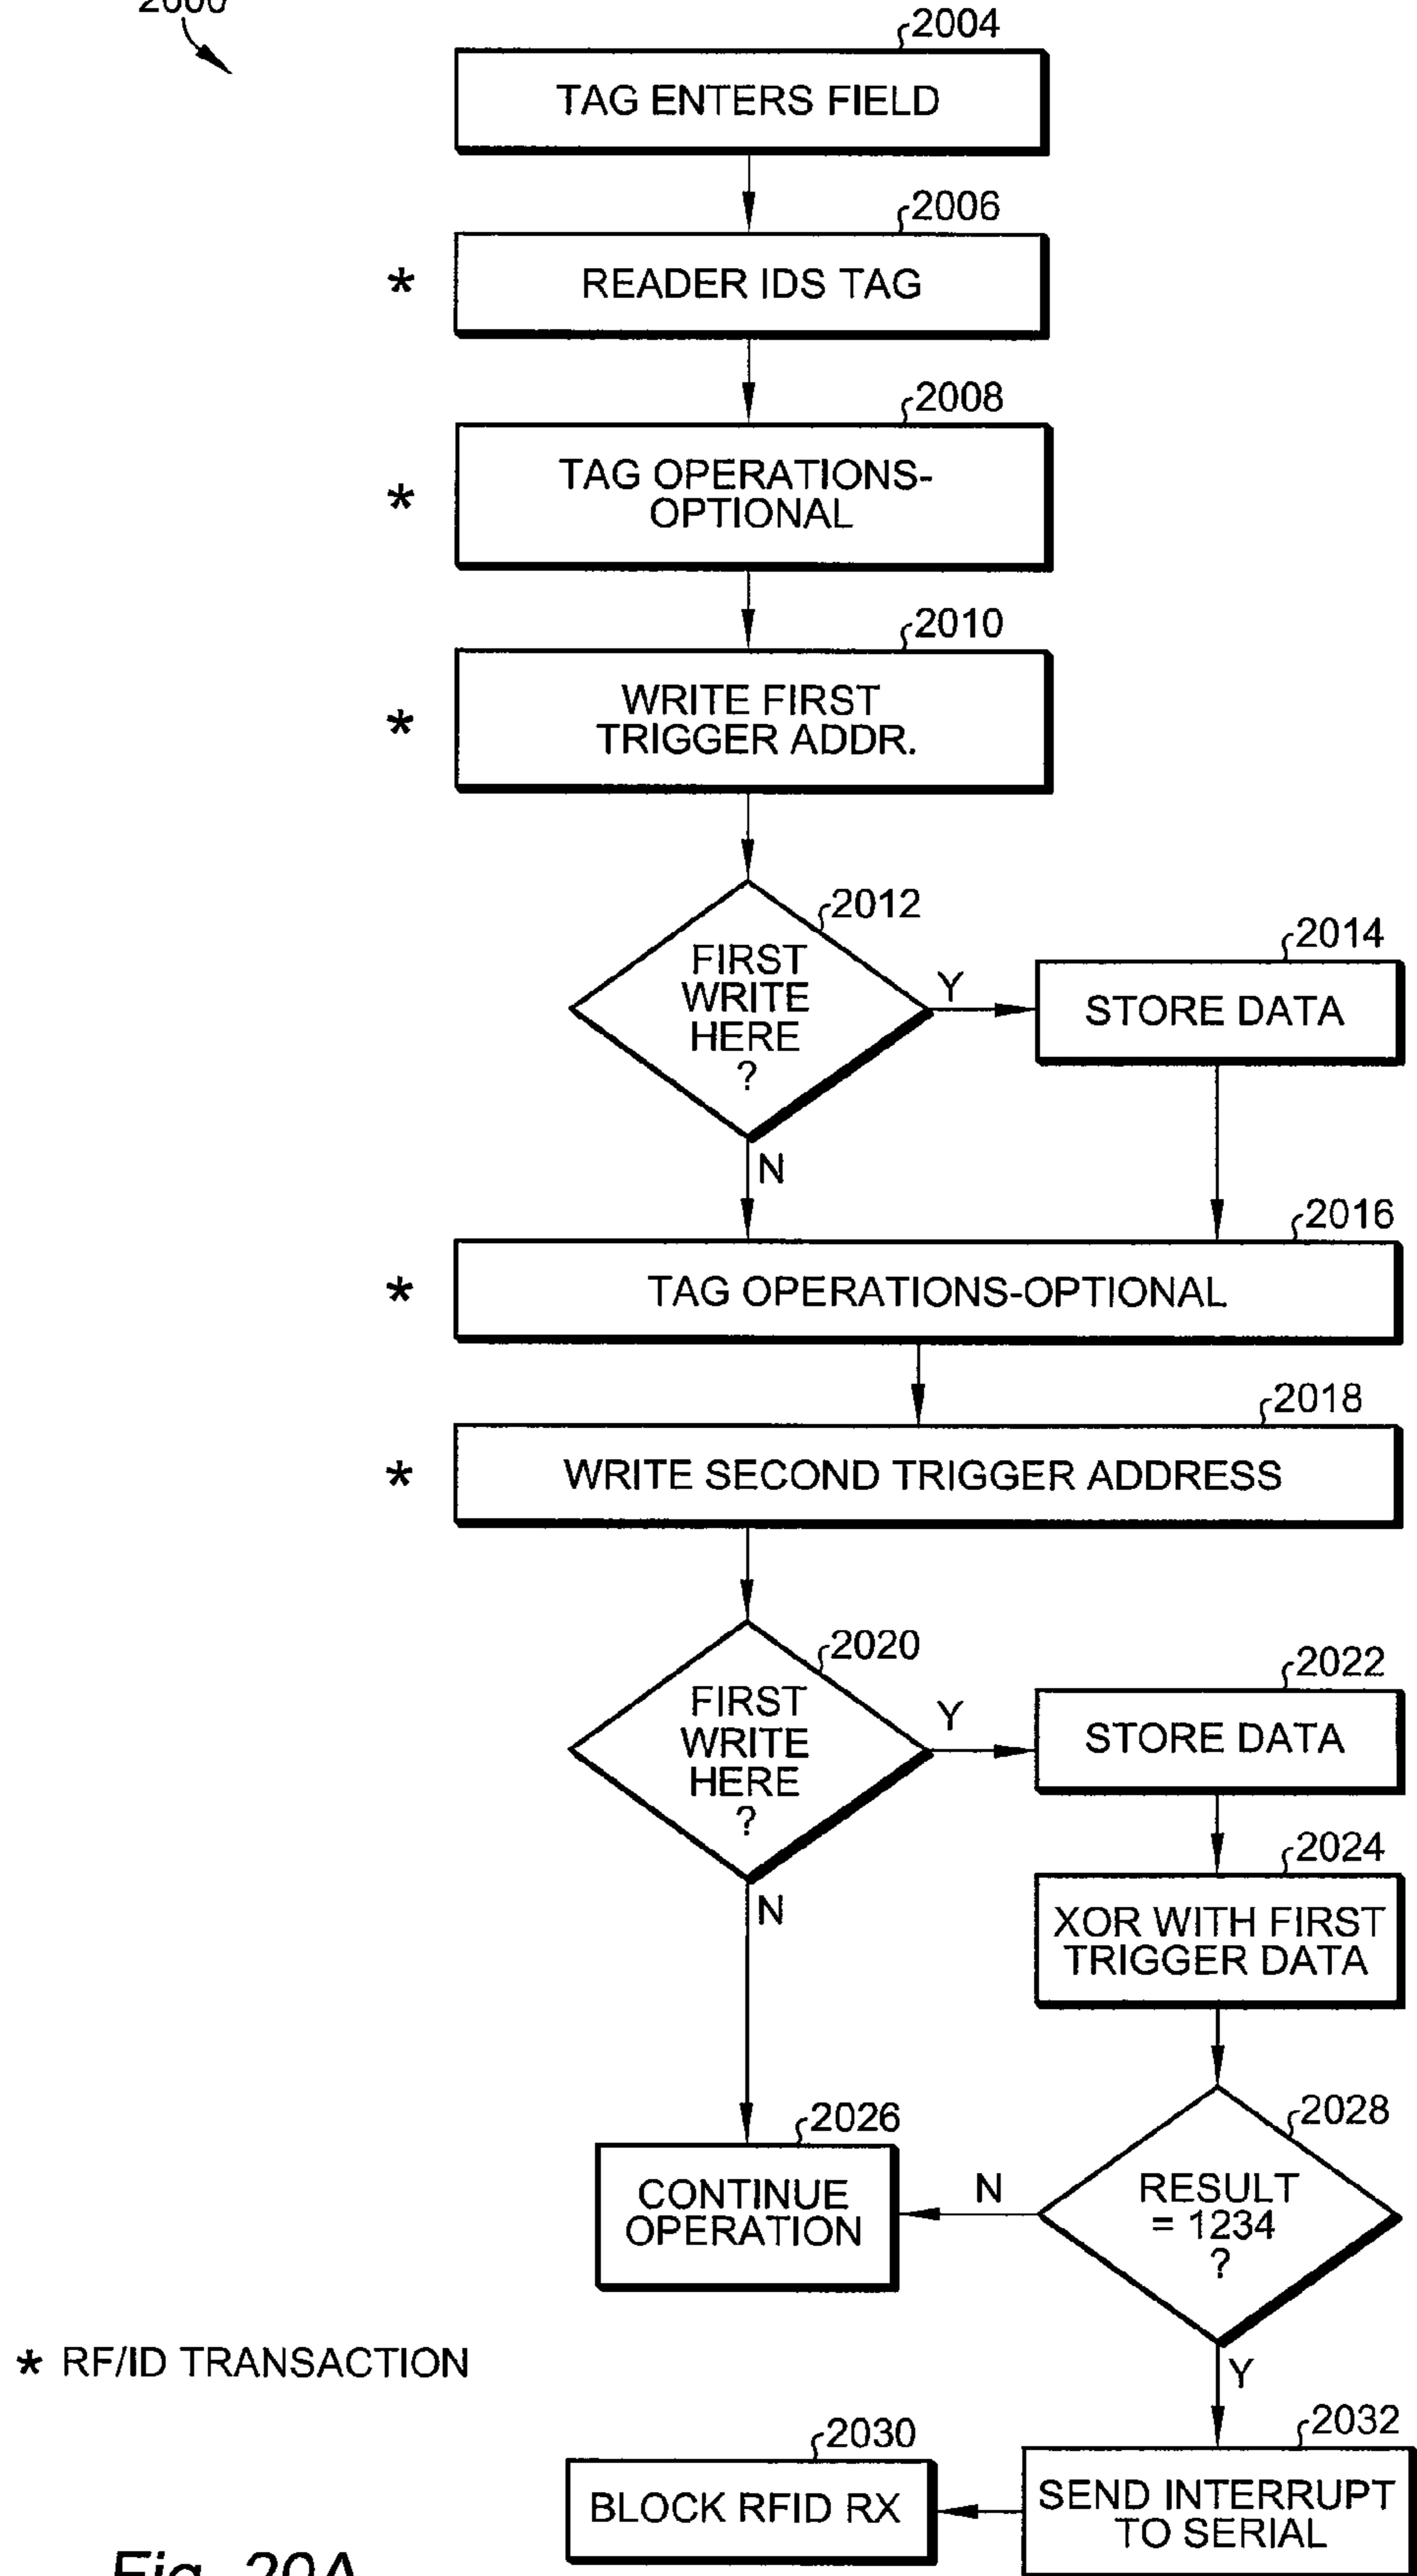 2000
2004
TAG ENTERS FIELD
2006
* READER IDS TAG
2008
* TAG OPERATIONS-
OPTIONAL
2010
* WRITE FIRST
TRIGGER ADDR.
2012
FIRST
WRITE
HERE
?
Y
N
2014
STORE DATA
2016
* TAG OPERATIONS-OPTIONAL
2018
* WRITE SECOND TRIGGER ADDRESS
2020
FIRST
WRITE
HERE
?
Y
N
2022
STORE DATA
2024
XOR WITH FIRST
TRIGGER DATA
2026
CONTINUE
OPERATION
2028
RESULT
= 1234
?
N
Y
* RF/ID TRANSACTION
2030
BLOCK RFID RX
2032
SEND INTERRUPT
TO SERIAL
Fig. 20A